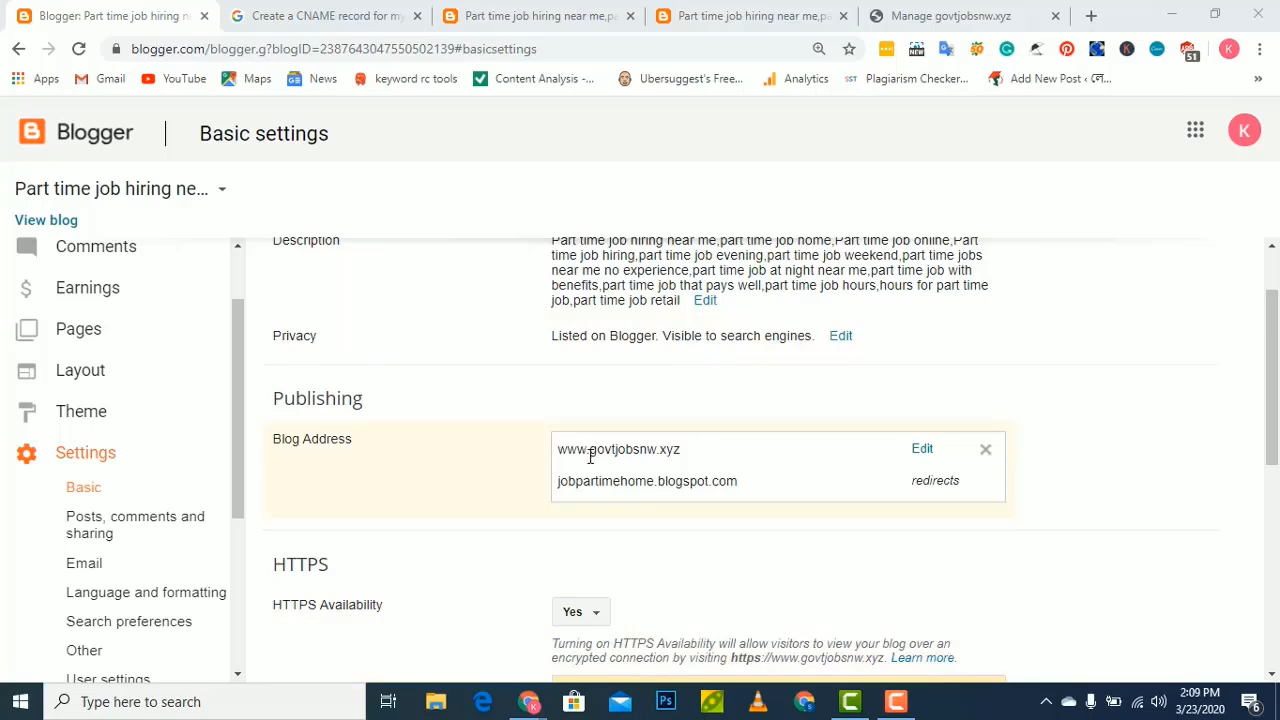 Blogger: Part time job hiring ne
Create a CNAME record for m
Part time job hiring near me,pa
Part time job hiring near me,pa
Manage govtjobsnw.xyz
blogger.com/blogger.g?blogID=2387643047550502139#basicsettings
51
K
Apps
Gmail
YouTube
Maps
News
keyword rc tools
Content Analysis -...
Ubersuggest's Free...
Analytics
SST
Plagiarism Checker...
Blogger
Basic settings
K
Part time job hiring ne...
View blog
Comments
Earnings
Pages
Layout
Theme
Settings
Basic
Posts, comments and
sharing
Email
Language and formatting
Search preferences
Other
User settings
Description
Part time job hiring near me,part time job home,Part time job online,Part
time job hiring,part time job evening,part time job weekend,part time jobs
near me no experience,part time job at night near me,part time job with
benefits,part time job that pays well,part time job hours,hours for part time
job,part time job retail Edit
Privacy
Listed on Blogger. Visible to search engines. Edit
Publishing
Blog Address
www.govtjobsnw.xyz Edit
jobpartimehome.blogspot.com redirects
HTTPS
HTTPS Availability
Yes
Turning on HTTPS Availability will allow visitors to view your blog over an
encrypted connection by visiting https://www.govtjobsnw.xyz. Learn more.
Type here to search
Ps
2:09 PM
3/23/2020
6